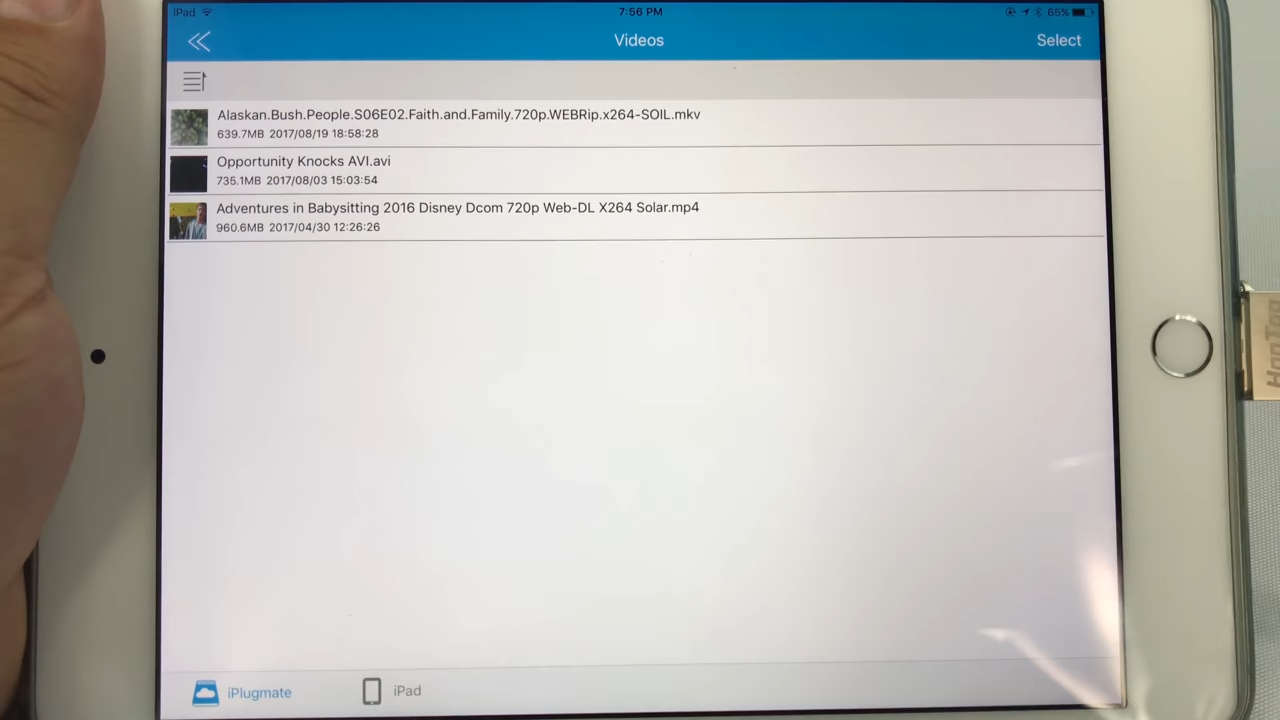 iPad 7:56 PM 65%
Videos Select
Alaskan.Bush.People.S06E02.Faith.and.Family.720p.WEBRip.x264-SOIL.mkv
639.7MB 2017/08/19 18:58:28
Opportunity Knocks AVI.avi
735.1MB 2017/08/03 15:03:54
Adventures in Babysitting 2016 Disney Dcom 720p Web-DL X264 Solar.mp4
960.6MB 2017/04/30 12:26:26
iPlugmate iPad